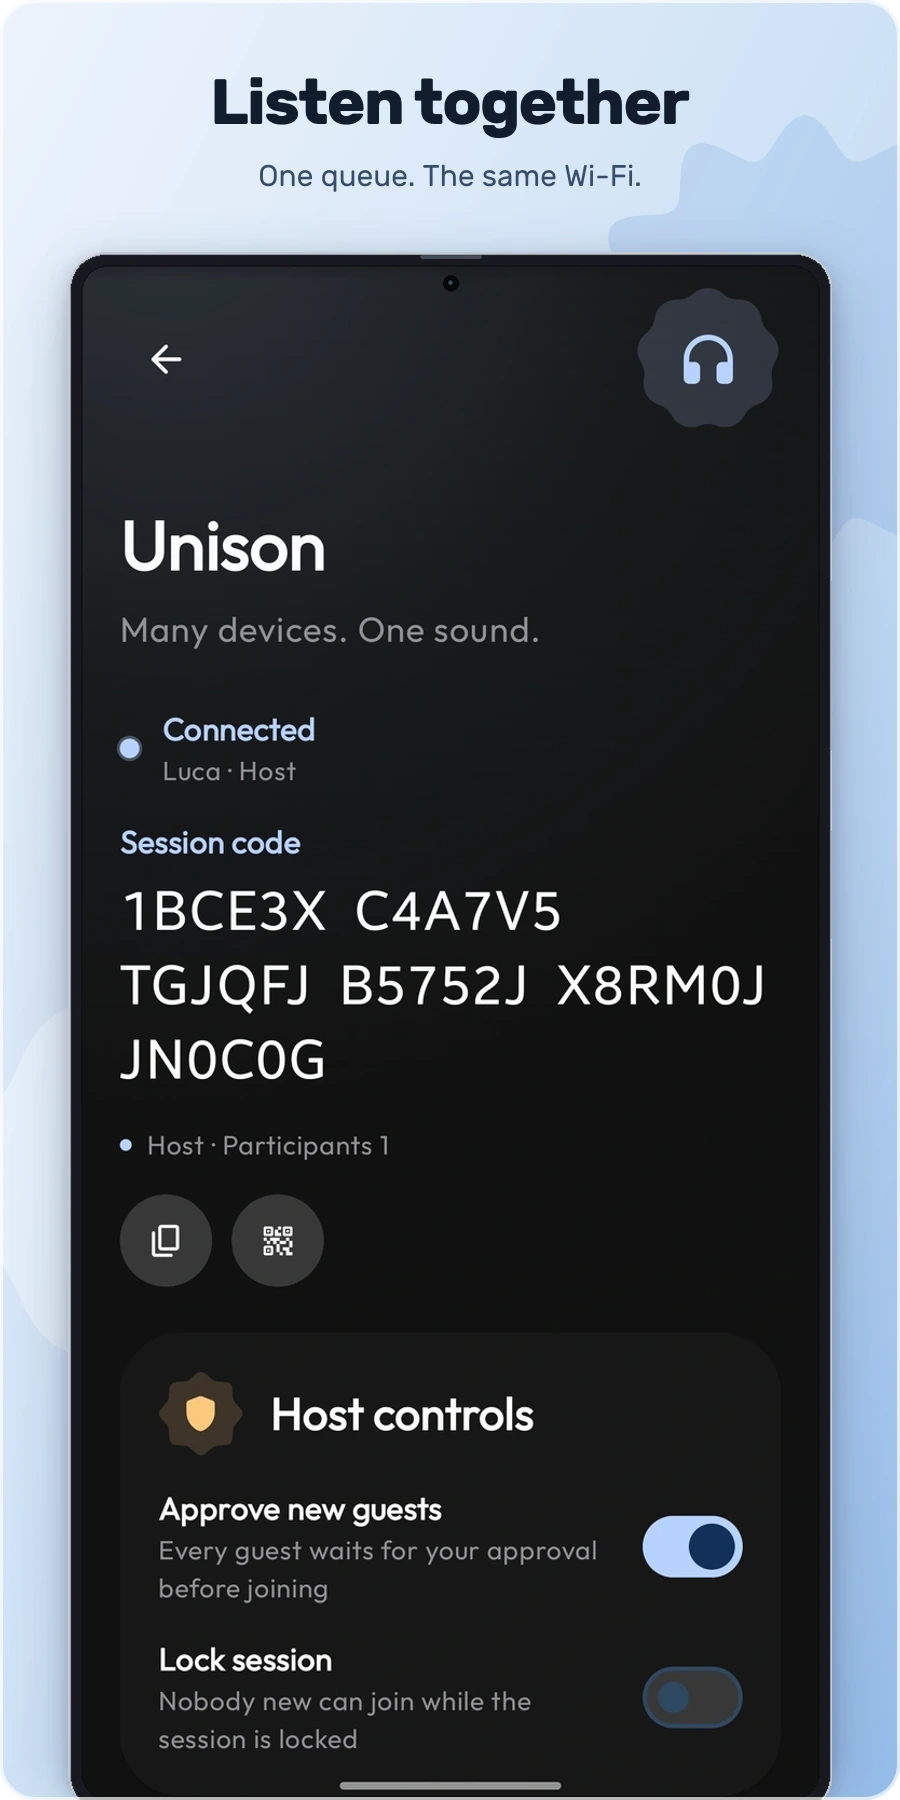 Listen together
One queue. The same Wi-Fi.
Unison
Many devices. One sound.
Connected
Luca · Host
Session code
1BCE3X C4A7V5
TGJQFJ B5752J X8RM0J
JN0C0G
Host · Participants 1
Host controls
Approve new guests
Every guest waits for your approval
before joining
Lock session
Nobody new can join while the
session is locked